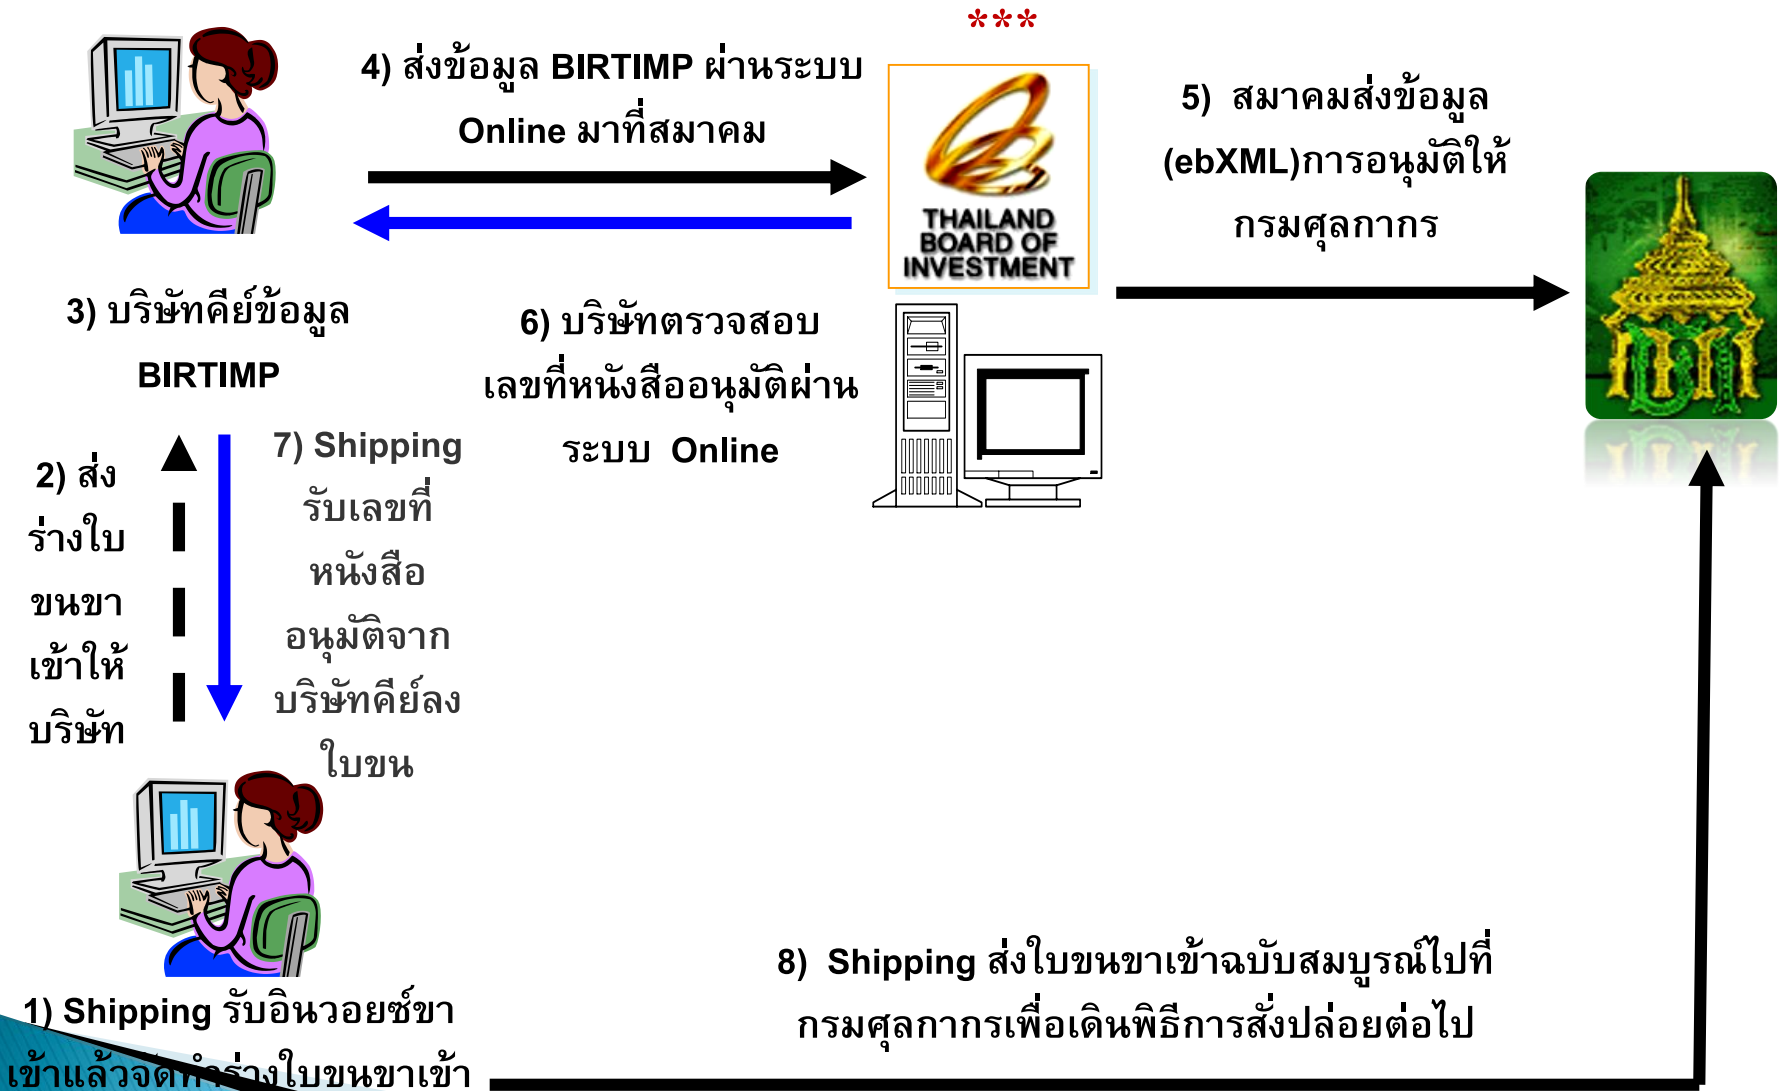 ***
4) ส่งข้อมูล BIRTIMP ผ่านระบบ
Online มาที่สมาคม
THAILAND
BOARD OF
INVESTMENT
5) สมาคมส่งข้อมูล
(ebXML)การอนุมัติให้
กรมศุลกากร
3) บริษัทคีย์ข้อมูล
BIRTIMP
6) บริษัทตรวจสอบ
เลขที่หนังสืออนุมัติผ่าน
ระบบ Online
2) ส่ง
ร่างใบ
ขนขา
เข้าให้
บริษัท
7) Shipping
รับเลขที่
หนังสือ
อนุมัติจาก
บริษัทคีย์ลง
ใบขน
1) Shipping รับอินวอยซ์ขา
เข้าแล้วจัดทำร่างใบขนขาเข้า
8) Shipping ส่งใบขนขาเข้าฉบับสมบูรณ์ไปที่
กรมศุลกากรเพื่อเดินพิธีการสั่งปล่อยต่อไป